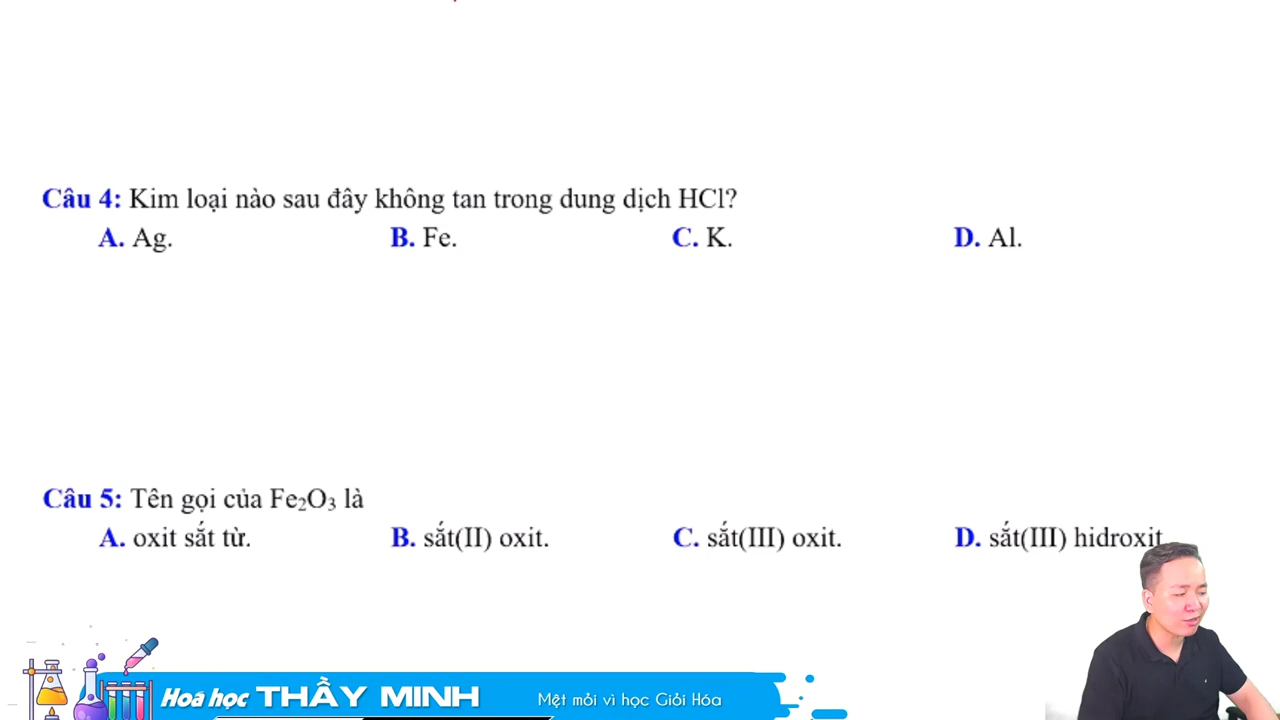 Câu 4: Kim loại nào sau đây không tan trong dung dịch HCl?
A. Ag. B. Fe. C. K. D. Al.
Câu 5: Tên gọi của Fe₂O₃ là
A. oxit sắt từ. B. sắt(II) oxit. C. sắt(III) oxit. D. sắt(III) hidroxit
Hoá học THẦY MINH Mệt mỏi vì học Giỏi Hóa